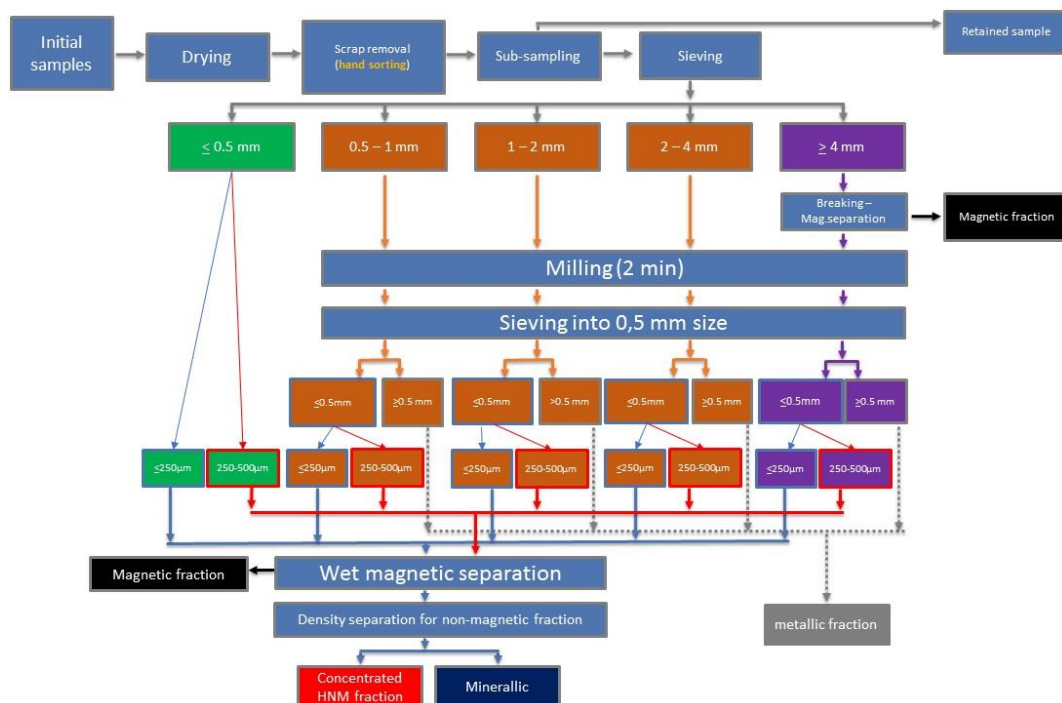 Initial
samples
Drying
Scrap removal
(hand sorting)
Sub-sampling
Sieving
Retained sample
≤ 0.5 mm
0.5 – 1 mm
1 – 2 mm
2 – 4 mm
≥ 4 mm
Breaking –
Mag.separation
Magnetic fraction
Milling (2 min)
Sieving into 0,5 mm size
≤0.5mm
≥0.5 mm
≤0.5mm
>0.5 mm
≤0.5mm
≥0.5 mm
≤0.5mm
≥0.5 mm
≤250µm
250-500µm
≤250µm
250-500µm
≤250µm
250-500µm
≤250µm
250-500µm
≤250µm
250-500µm
Magnetic fraction
Wet magnetic separation
Density separation for non-magnetic fraction
metallic fraction
Concentrated
HNM fraction
Minerallic